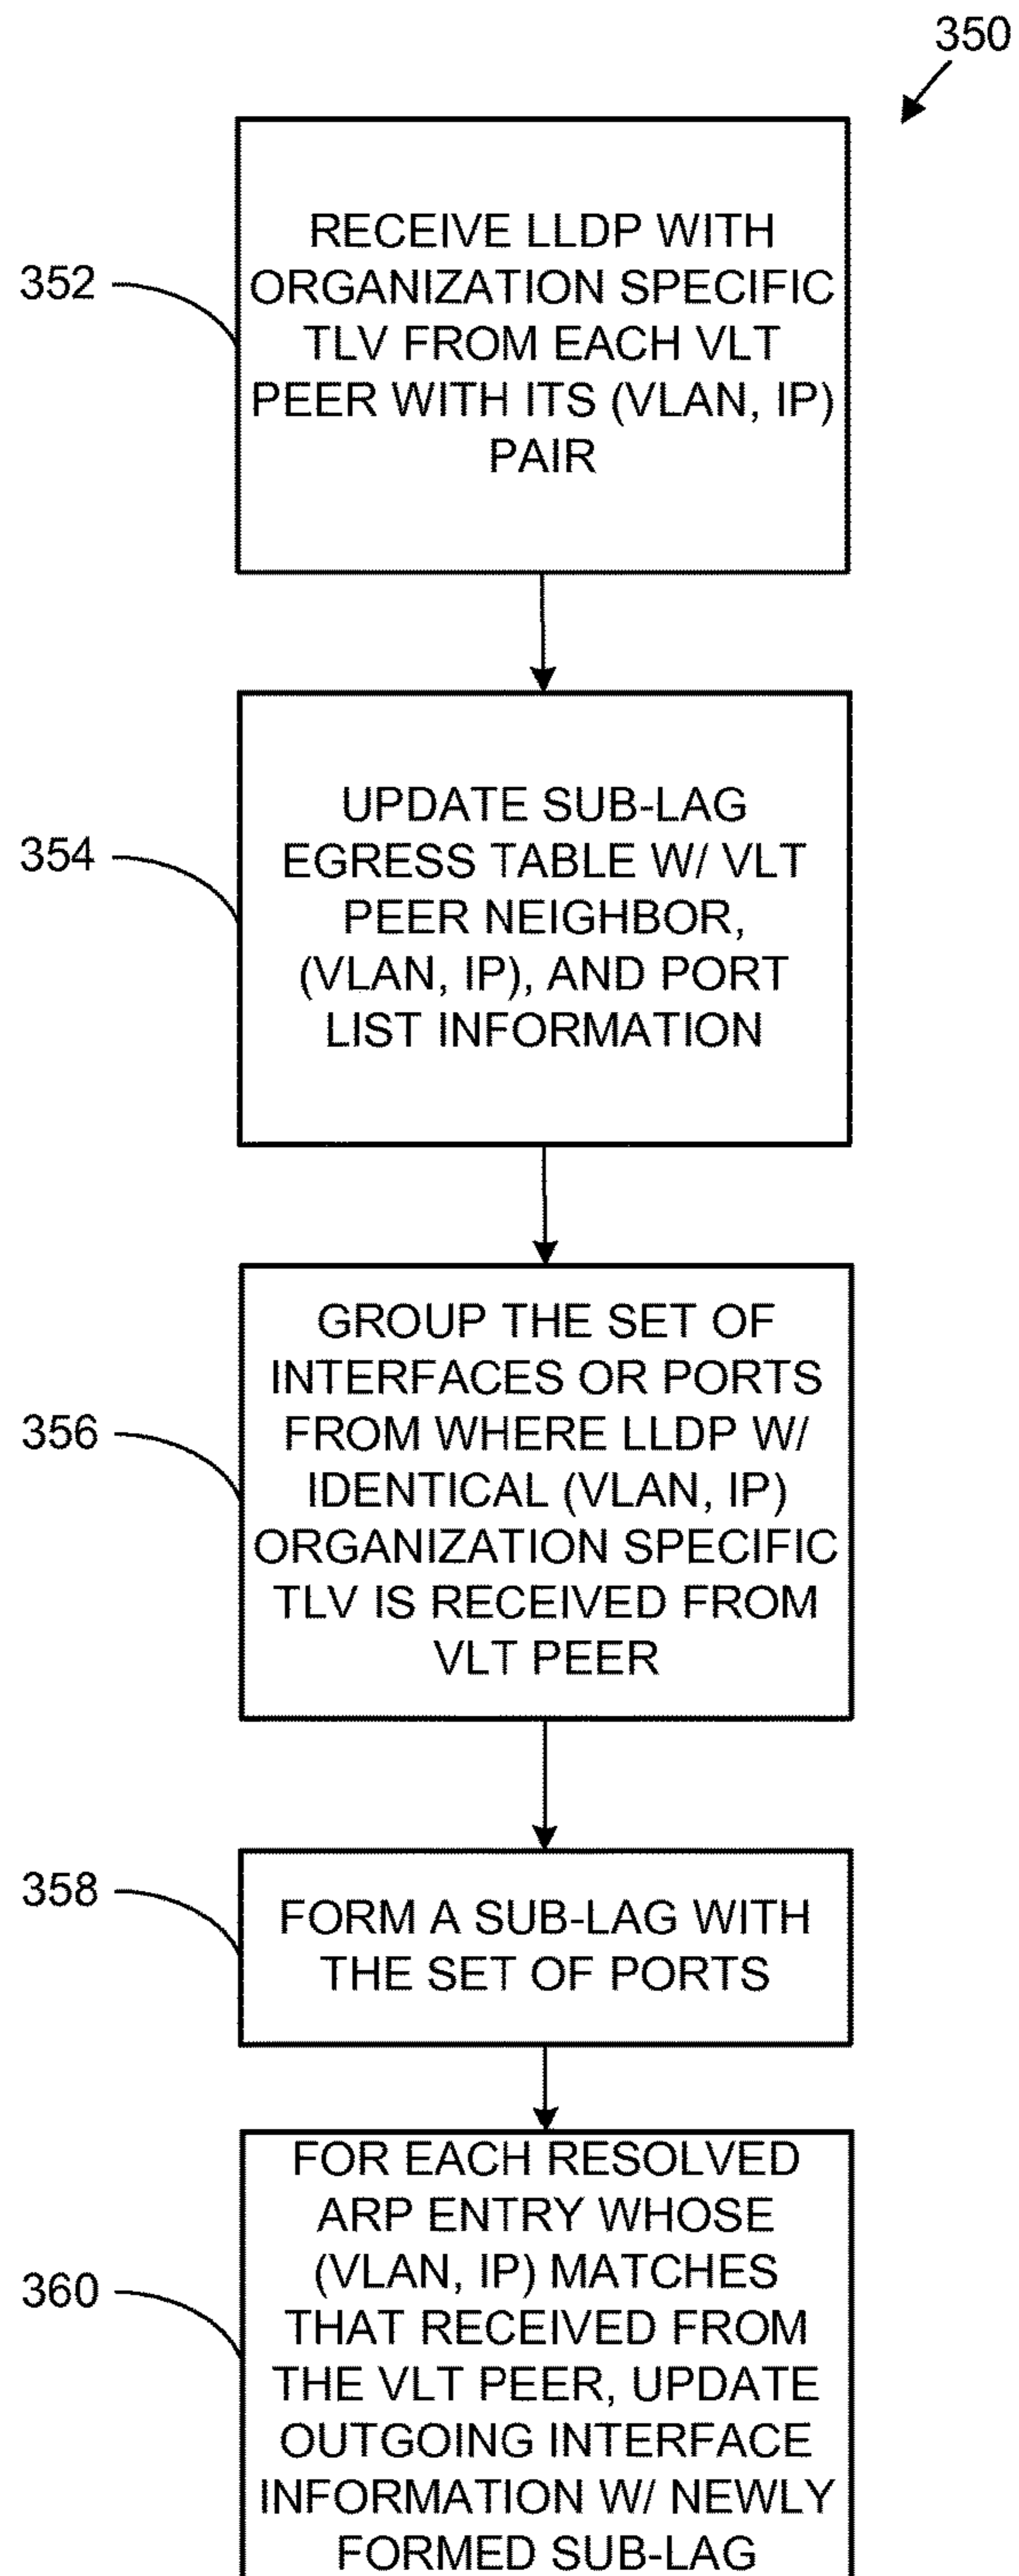 350
352
RECEIVE LLDP WITH
ORGANIZATION SPECIFIC
TLV FROM EACH VLT
PEER WITH ITS (VLAN, IP)
PAIR
354
UPDATE SUB-LAG
EGRESS TABLE W/ VLT
PEER NEIGHBOR,
(VLAN, IP), AND PORT
LIST INFORMATION
356
GROUP THE SET OF
INTERFACES OR PORTS
FROM WHERE LLDP W/
IDENTICAL (VLAN, IP)
ORGANIZATION SPECIFIC
TLV IS RECEIVED FROM
VLT PEER
358
FORM A SUB-LAG WITH
THE SET OF PORTS
360
FOR EACH RESOLVED
ARP ENTRY WHOSE
(VLAN, IP) MATCHES
THAT RECEIVED FROM
THE VLT PEER, UPDATE
OUTGOING INTERFACE
INFORMATION W/ NEWLY
FORMED SUB-LAG